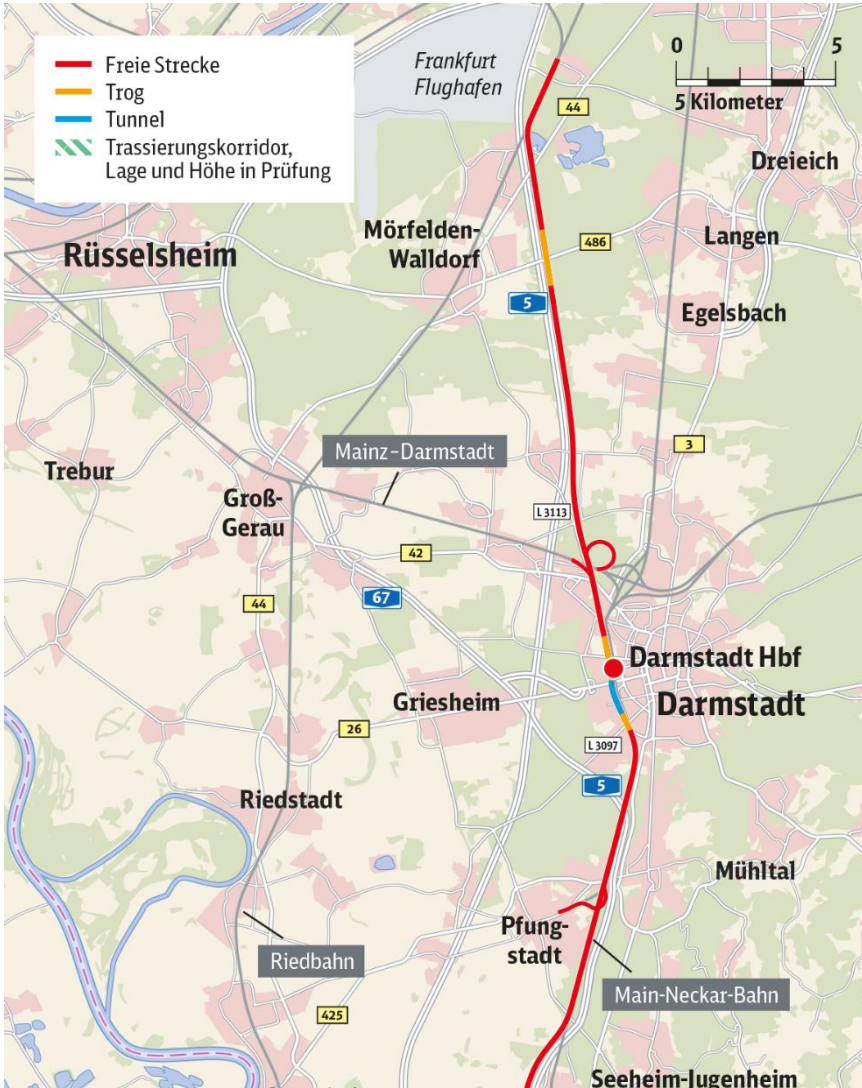 Freie Strecke
Trog
Tunnel
Trassierungskorridor,
Lage und Höhe in Prüfung
Frankfurt
Flughafen
0 5
5 Kilometer
44
Dreieich
Mörfelden-
Walldorf
486
Langen
Rüsselsheim
5
Egelsbach
3
Mainz–Darmstadt
Trebur
Groß-
Gerau
L 3113
42
67
44
Darmstadt Hbf
Darmstadt
Griesheim
26
L 3097
5
Riedstadt
Mühltal
Pfung-
stadt
Riedbahn
Main-Neckar-Bahn
425
Seeheim-Jugenheim